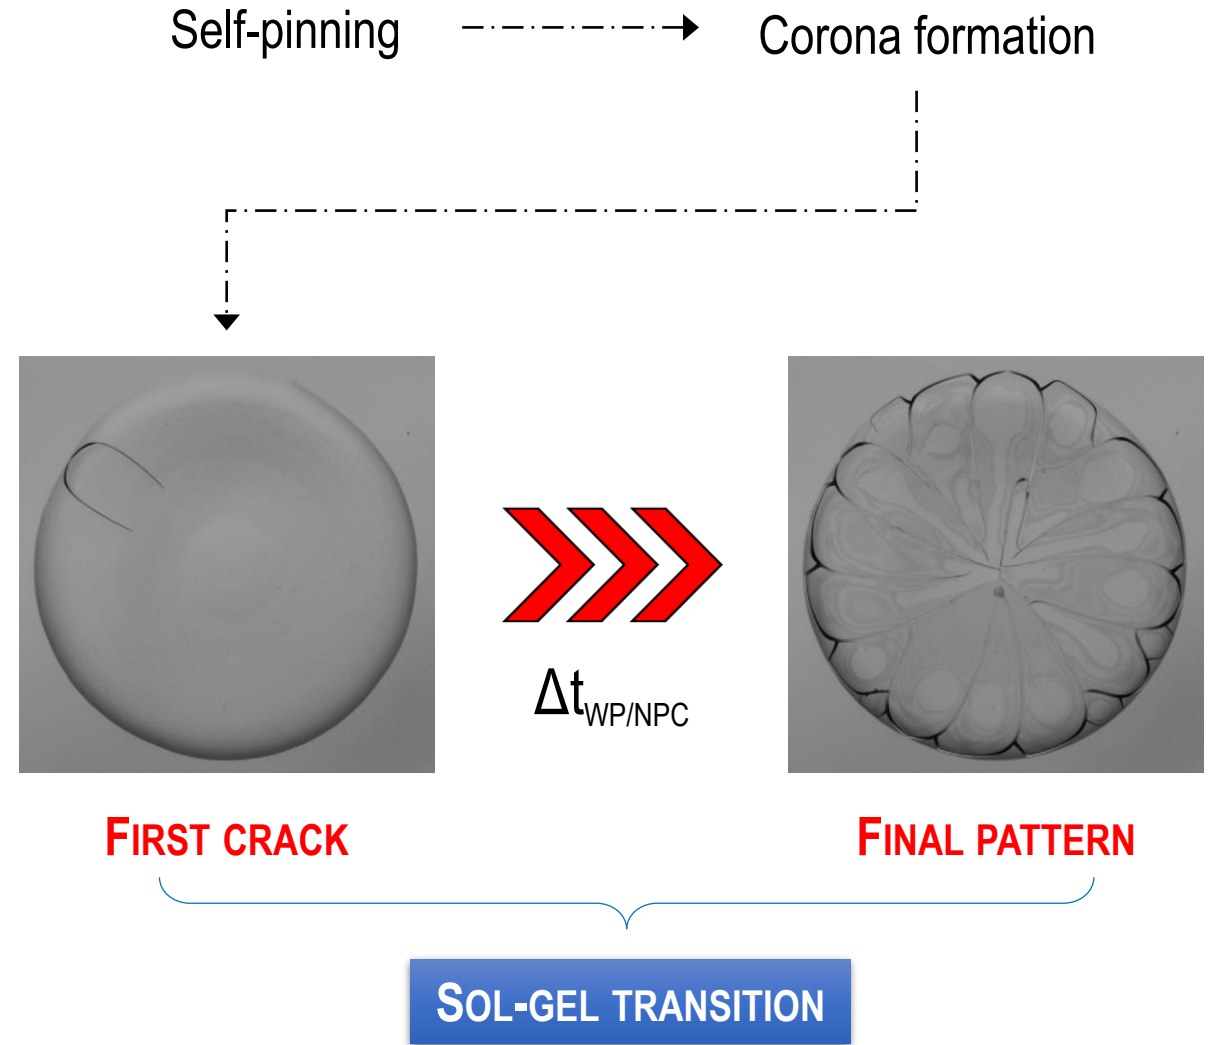 Self-pinning
Corona formation
Δt_WP/NPC
FIRST CRACK
FINAL PATTERN
SOL-GEL TRANSITION